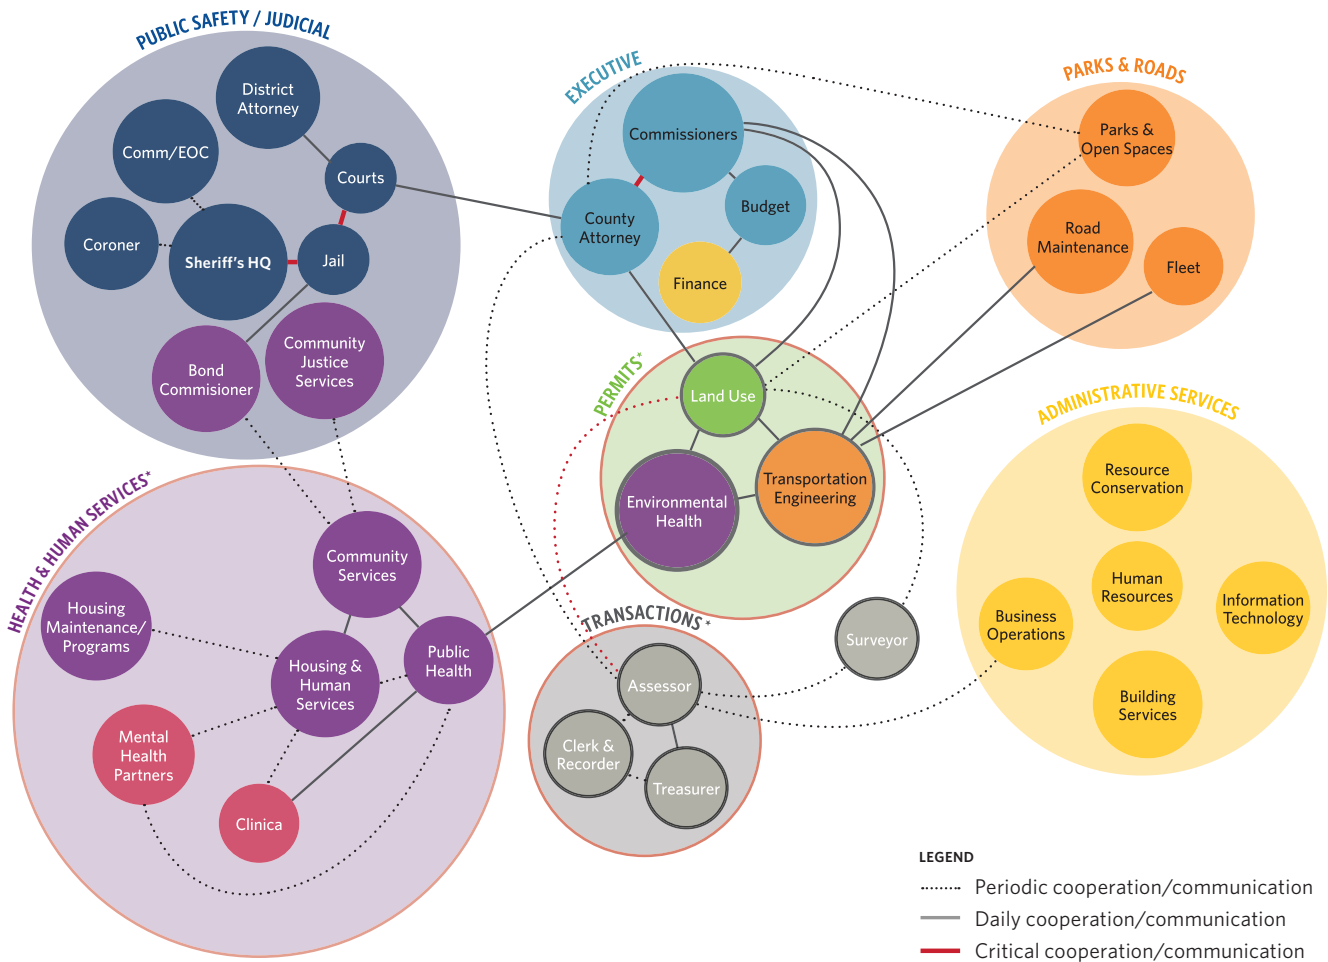 PUBLIC SAFETY / JUDICIAL
District
Attorney
Comm/EOC
Courts
Coroner
Sheriff's HQ
Jail
Bond
Commisioner
Community
Justice
Services
EXECUTIVE
Commissioners
County
Attorney
Budget
Finance
PARKS & ROADS
Parks &
Open Spaces
Road
Maintenance
Fleet
PERMITS*
Land Use
Environmental
Health
Transportation
Engineering
ADMINISTRATIVE SERVICES
Resource
Conservation
Human
Resources
Business
Operations
Information
Technology
Building
Services
HEALTH & HUMAN SERVICES*
Community
Services
Housing
Maintenance/
Programs
Housing &
Human
Services
Public
Health
Mental
Health
Partners
Clinica
TRANSACTIONS*
Assessor
Clerk &
Recorder
Treasurer
Surveyor
LEGEND
Periodic cooperation/communication
Daily cooperation/communication
Critical cooperation/communication